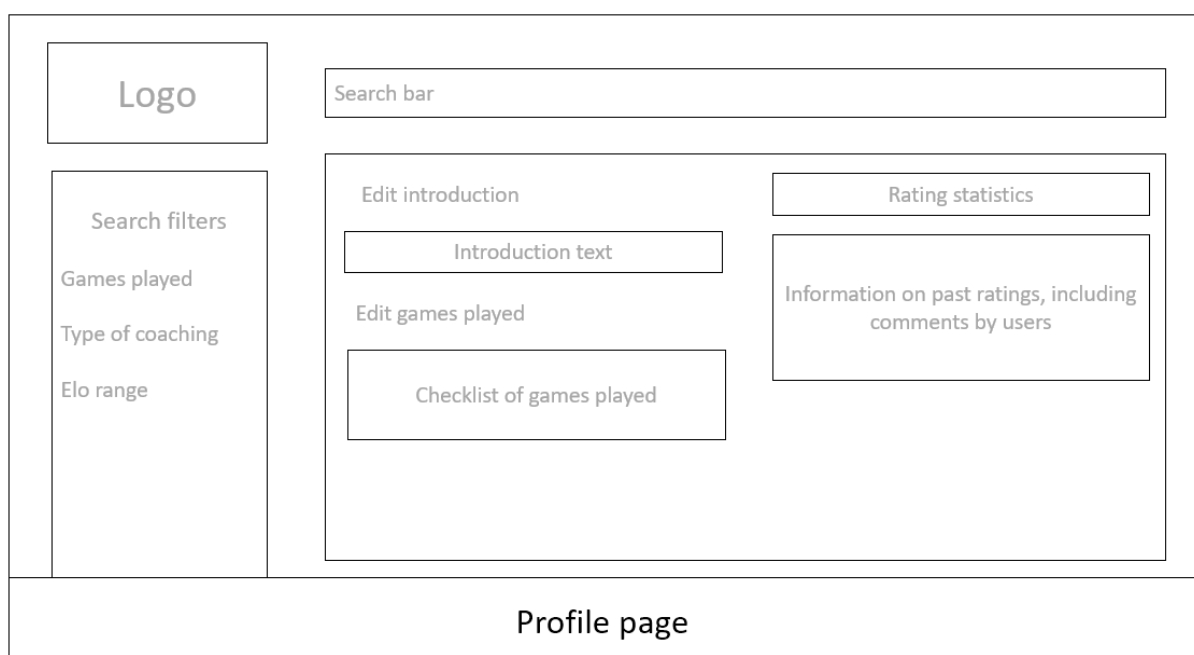 Logo
Search bar
Search filters
Games played
Type of coaching
Elo range
Edit introduction
Introduction text
Edit games played
Checklist of games played
Rating statistics
Information on past ratings, including
comments by users
Profile page